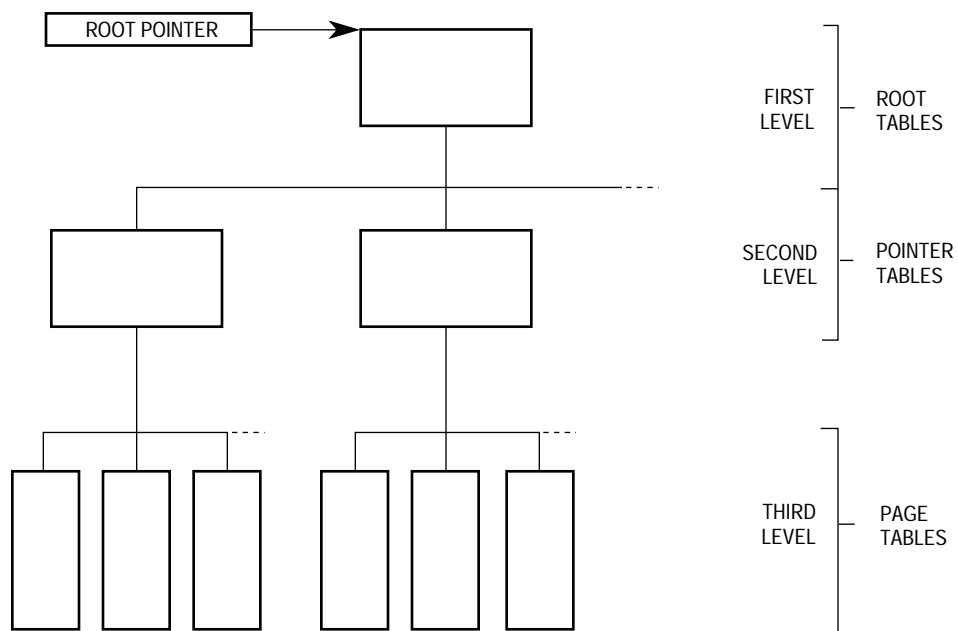 ROOT POINTER
FIRST
LEVEL
ROOT
TABLES
SECOND
LEVEL
POINTER
TABLES
THIRD
LEVEL
PAGE
TABLES